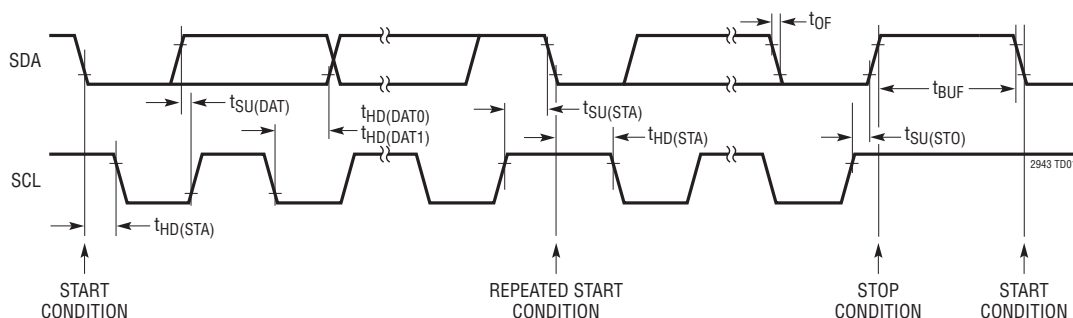 tOF
SDA
tSU(DAT)
tHD(DAT0)
tHD(DAT1)
tSU(STA)
tHD(STA)
tBUF
tSU(STO)
SCL
2943 TD01
tHD(STA)
START
CONDITION
REPEATED START
CONDITION
STOP
CONDITION
START
CONDITION